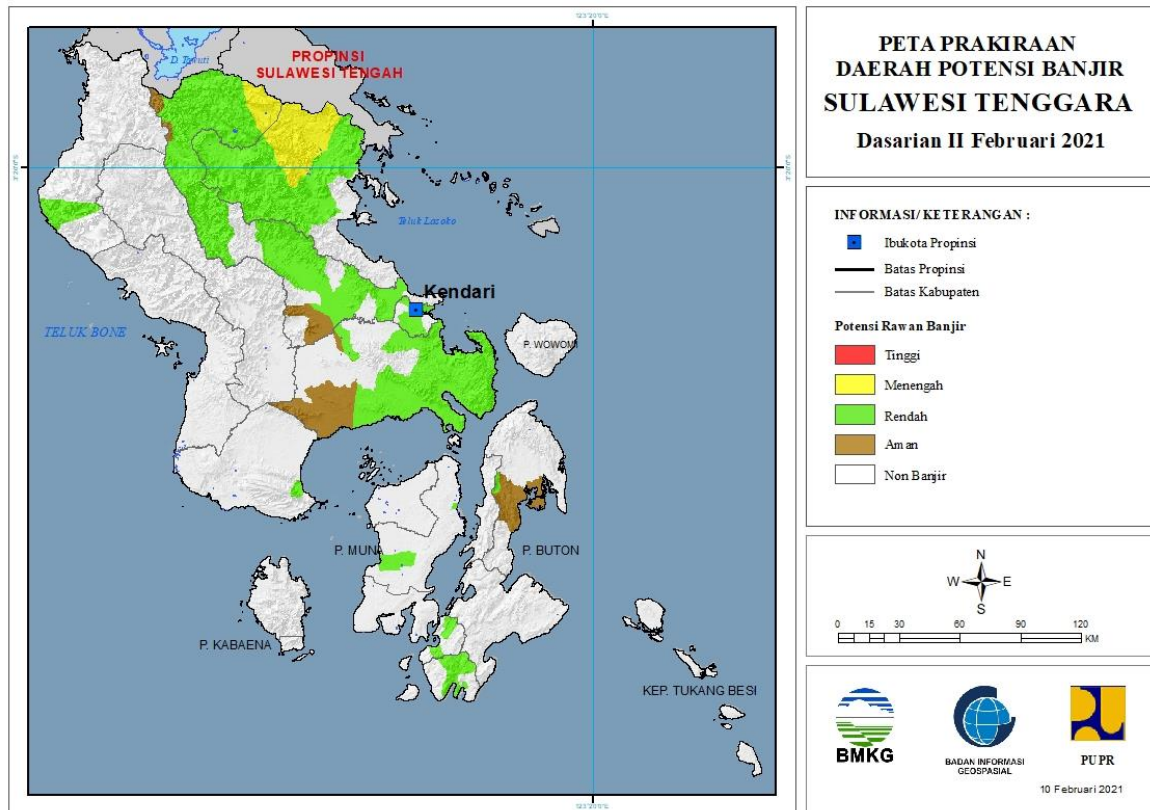 PETA PRAKIRAAN
DAERAH POTENSI BANJIR
SULAWESI TENGGARA
Dasarian II Februari 2021
INFORMASI/ KETERANGAN :
Ibukota Propinsi
Batas Propinsi
Batas Kabupaten
Potensi Rawan Banjir
Tinggi
Menengah
Rendah
Aman
Non Banjir
N
W E
S
0 15 30 60 90 120
KM
BMKG
BADAN INFORMASI
GEOSPASIAL
PUPR
10 Februari 2021
D. Towuti
PROPINSI
SULAWESI TENGAH
Teluk Lasolo
Kendari
TELUK BONE
P. WOWONI
P. MUNA
P. BUTON
P. KABAENA
KEP. TUKANG BESI